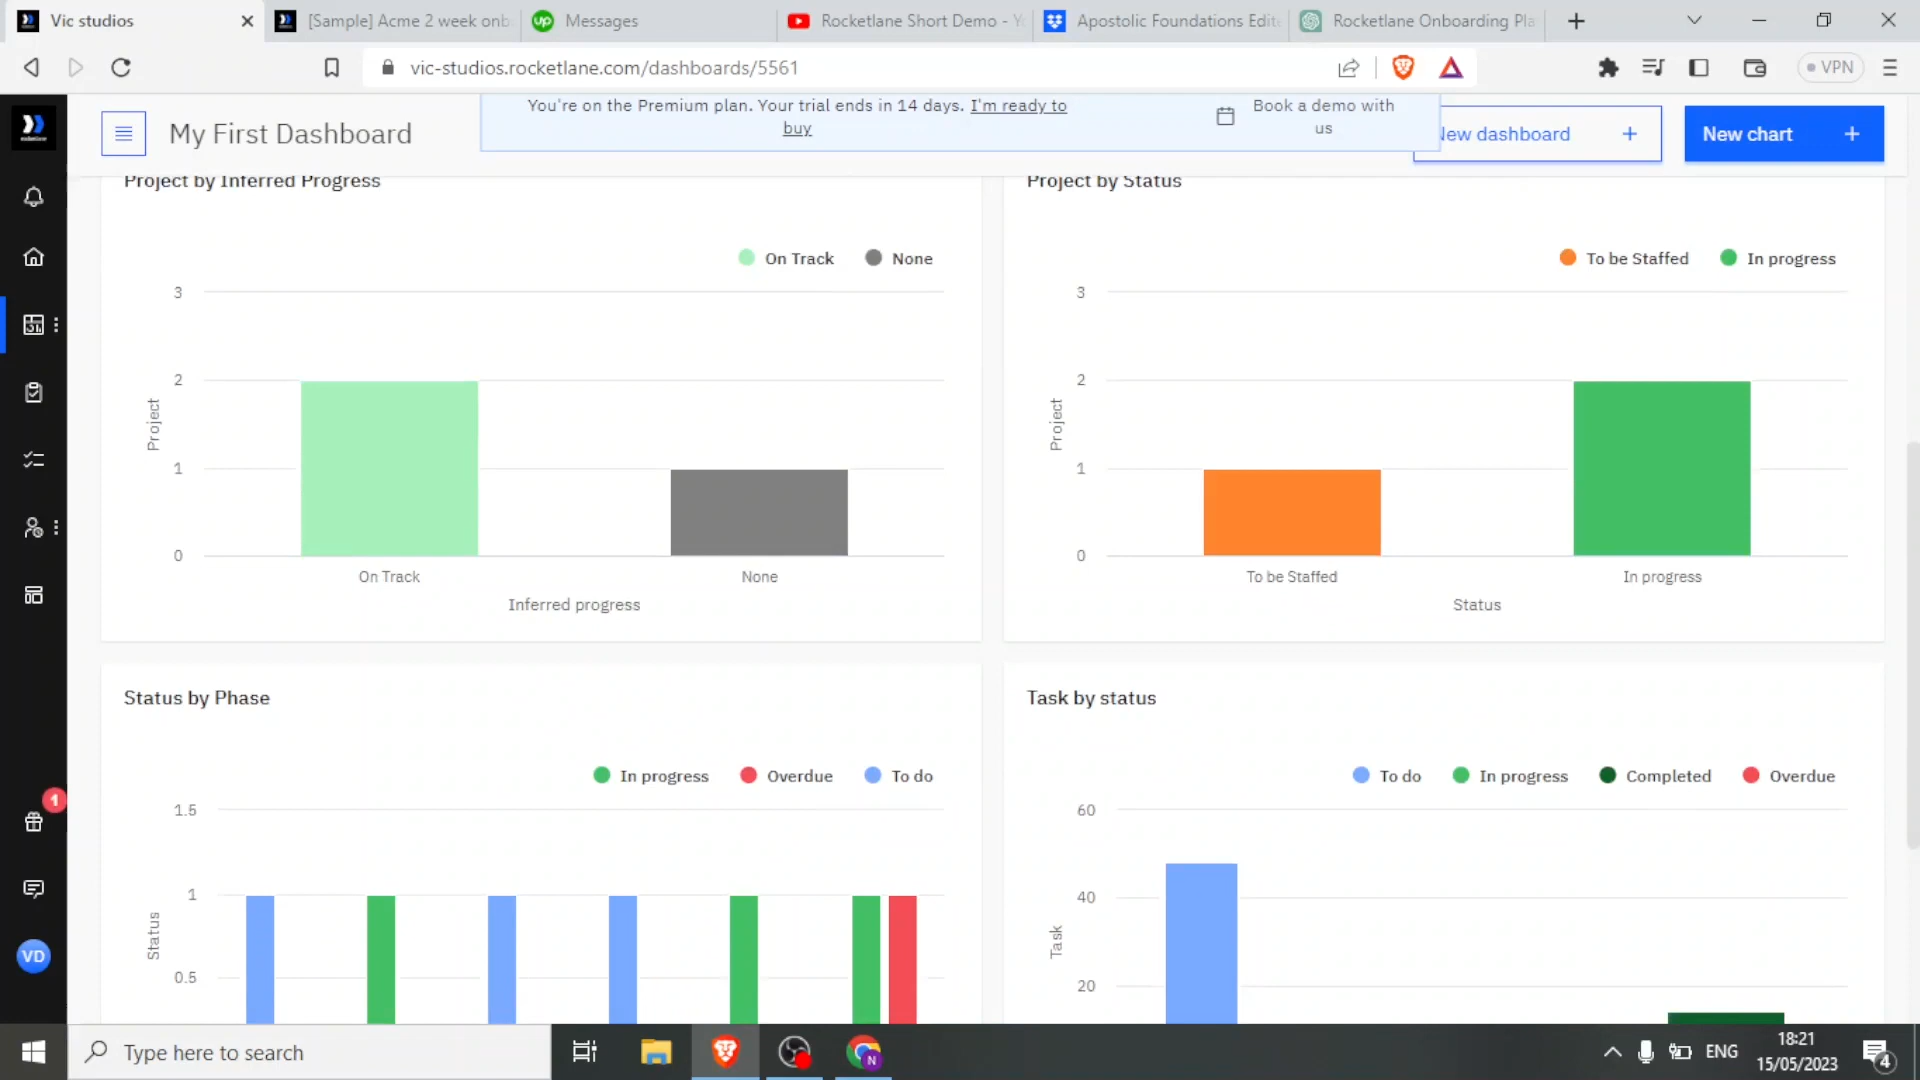 Vic studios
[Sample] Acme 2 week onb
Messages
Rocketlane Short Demo - Y
Apostolic Foundations Edit
Rocketlane Onboarding Pla
vic-studios.rocketlane.com/dashboards/5561
VPN
My First Dashboard
You're on the Premium plan. Your trial ends in 14 days. I'm ready to
buy
Book a demo with
us
New dashboard
New chart
Project by Inferred Progress
On Track
None
3
2
1
0
Project
On Track
None
Inferred progress
Project by Status
To be Staffed
In progress
3
2
1
0
Project
To be Staffed
In progress
Status
Status by Phase
In progress
Overdue
To do
1.5
1
0.5
Status
Task by status
To do
In progress
Completed
Overdue
60
40
20
Task
1
VD
Type here to search
N
ENG
18:21
15/05/2023
4